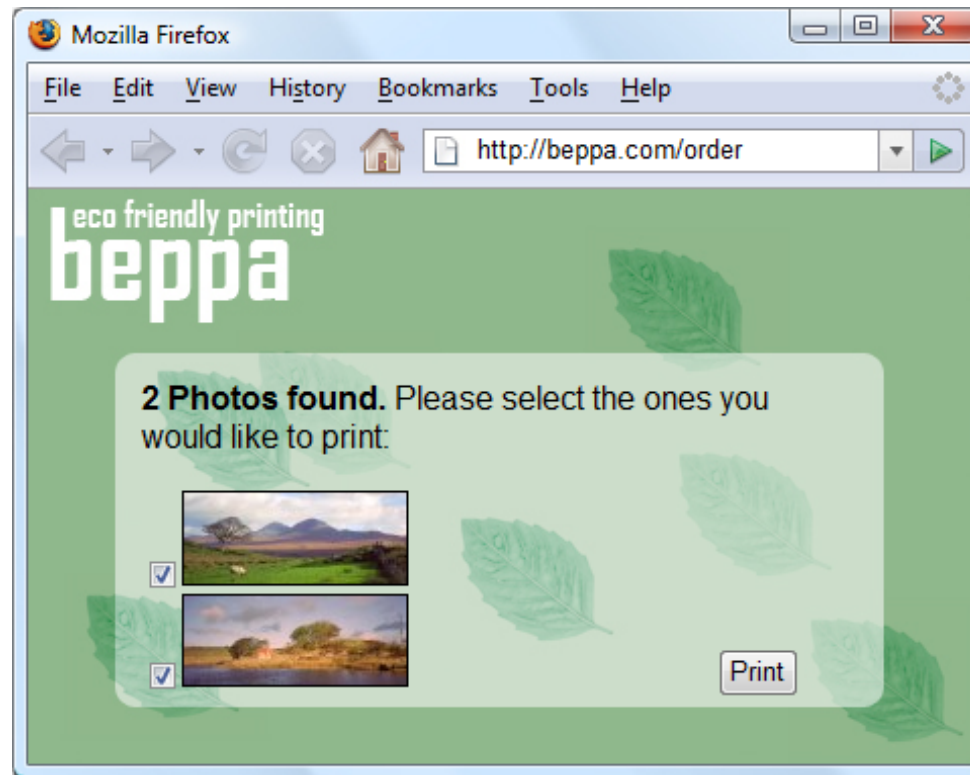 Mozilla Firefox
File Edit View History Bookmarks Tools Help
http://beppa.com/order
eco friendly printing
beppa
2 Photos found. Please select the ones you
would like to print:
Print